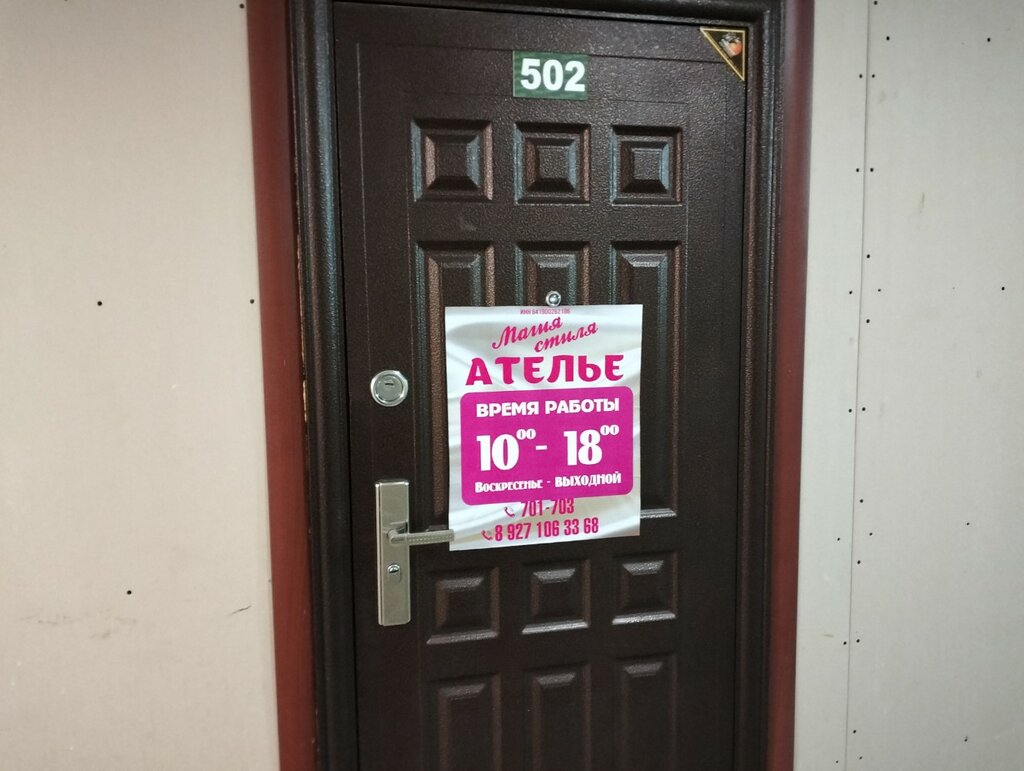 502
Магия
стиля
АТЕЛЬЕ
ВРЕМЯ РАБОТЫ
10⁰⁰ - 18⁰⁰
Воскресенье - выходной
701-703
8 927 106 33 68